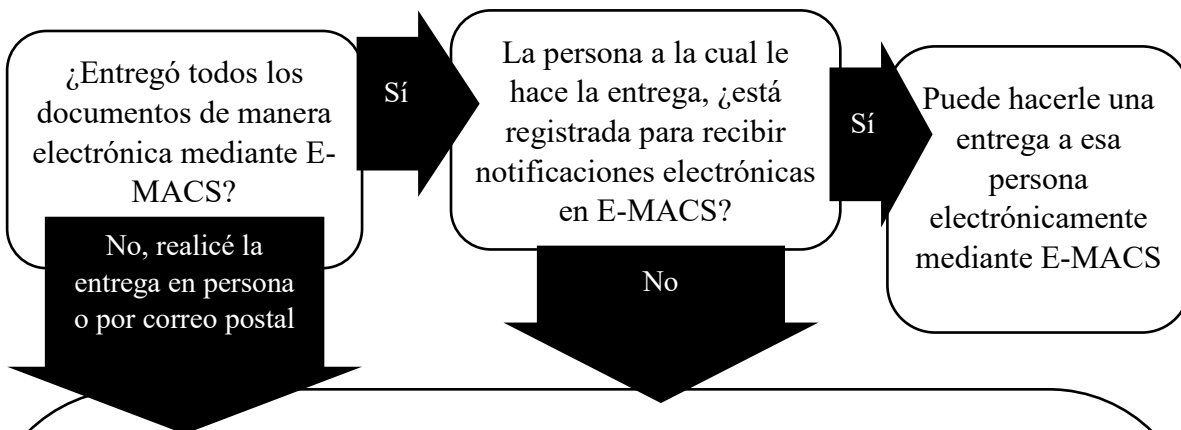 ¿Entregó todos los
documentos de manera
electrónica mediante E-
MACS?
Sí
La persona a la cual le
hace la entrega, ¿está
registrada para recibir
notificaciones electrónicas
en E-MACS?
Sí
Puede hacerle una
entrega a esa
persona
electrónicamente
mediante E-MACS
No, realicé la
entrega en persona
o por correo postal
No